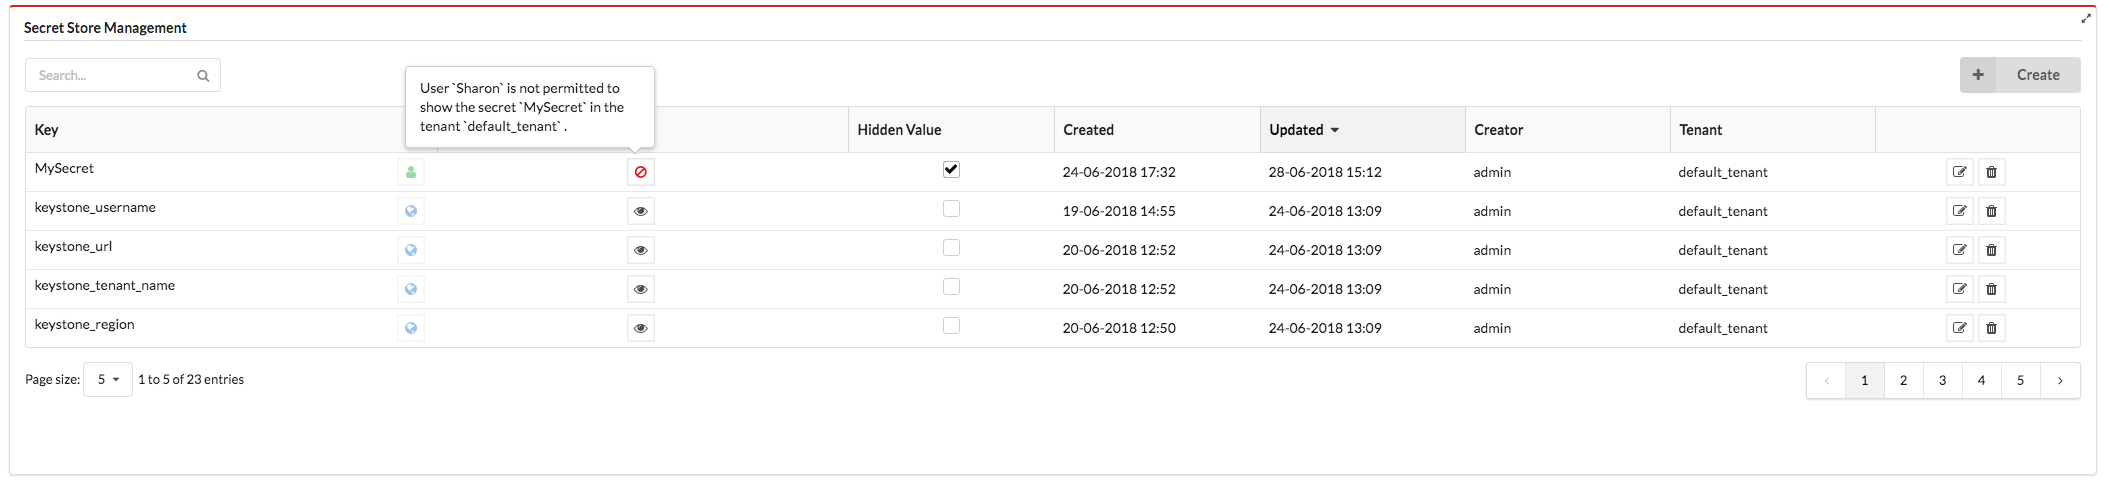 Secret Store Management
Search...
+ Create
User `Sharon` is not permitted to
show the secret `MySecret` in the
tenant `default_tenant` .
Key Hidden Value Created Updated Creator Tenant
MySecret 24-06-2018 17:32 28-06-2018 15:12 admin default_tenant
keystone_username 19-06-2018 14:55 24-06-2018 13:09 admin default_tenant
keystone_url 20-06-2018 12:52 24-06-2018 13:09 admin default_tenant
keystone_tenant_name 20-06-2018 12:52 24-06-2018 13:09 admin default_tenant
keystone_region 20-06-2018 12:50 24-06-2018 13:09 admin default_tenant
Page size: 5 1 to 5 of 23 entries ‹ 1 2 3 4 5 ›